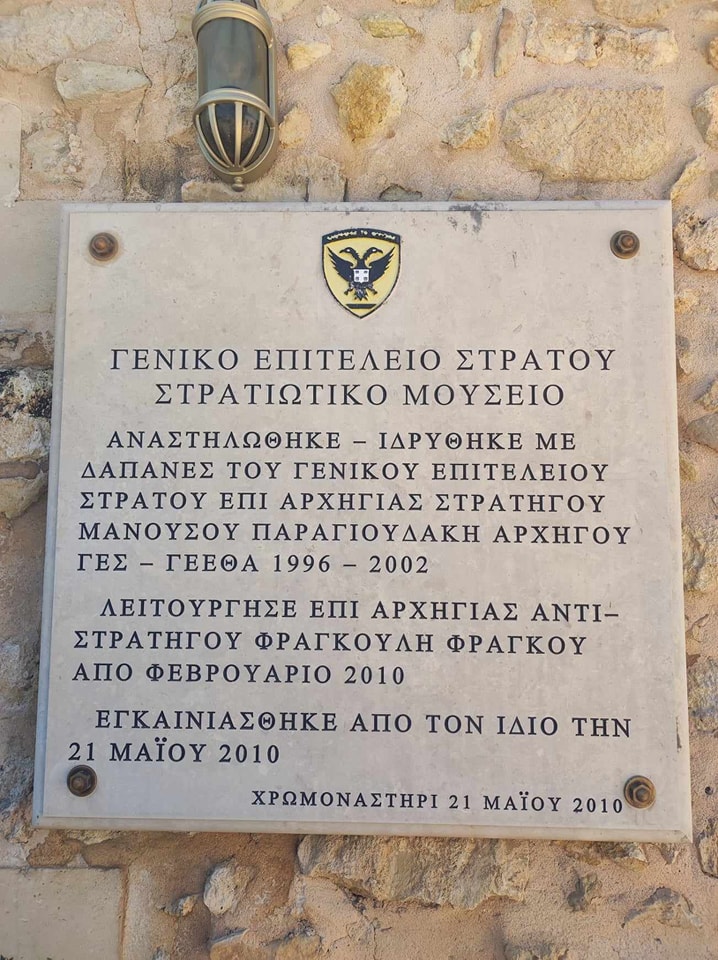 ΓΕΝΙΚΟ ΕΠΙΤΕΛΕΙΟ ΣΤΡΑΤΟΥ
ΣΤΡΑΤΙΩΤΙΚΟ ΜΟΥΣΕΙΟ
ΑΝΑΣΤΗΛΩΘΗΚΕ – ΙΔΡΥΘΗΚΕ ΜΕ
ΔΑΠΑΝΕΣ ΤΟΥ ΓΕΝΙΚΟΥ ΕΠΙΤΕΛΕΙΟΥ
ΣΤΡΑΤΟΥ ΕΠΙ ΑΡΧΗΓΙΑΣ ΣΤΡΑΤΗΓΟΥ
ΜΑΝΟΥΣΟΥ ΠΑΡΑΓΙΟΥΔΑΚΗ ΑΡΧΗΓΟΥ
ΓΕΣ – ΓΕΕΘΑ 1996 – 2002
ΛΕΙΤΟΥΡΓΗΣΕ ΕΠΙ ΑΡΧΗΓΙΑΣ ΑΝΤΙ–
ΣΤΡΑΤΗΓΟΥ ΦΡΑΓΚΟΥΛΗ ΦΡΑΓΚΟΥ
ΑΠΟ ΦΕΒΡΟΥΑΡΙΟ 2010
ΕΓΚΑΙΝΙΑΣΘΗΚΕ ΑΠΟ ΤΟΝ ΙΔΙΟ ΤΗΝ
21 ΜΑΪΟΥ 2010
ΧΡΩΜΟΝΑΣΤΗΡΙ 21 ΜΑΪΟΥ 2010